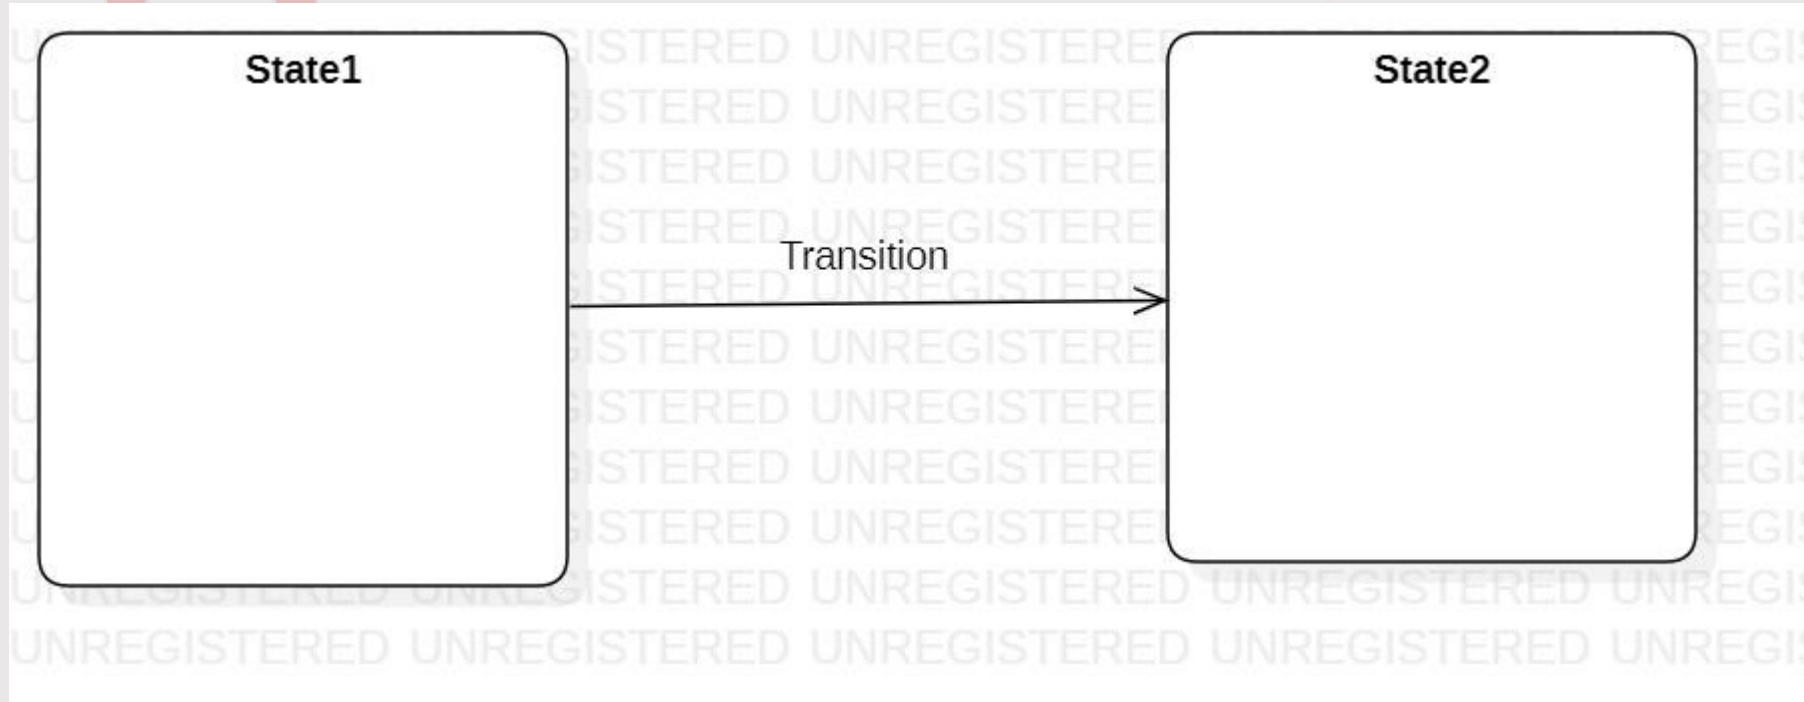 State1
State2
Transition
UNREGISTERED UNREGISTERED UNREGISTERED UNREGISTERED